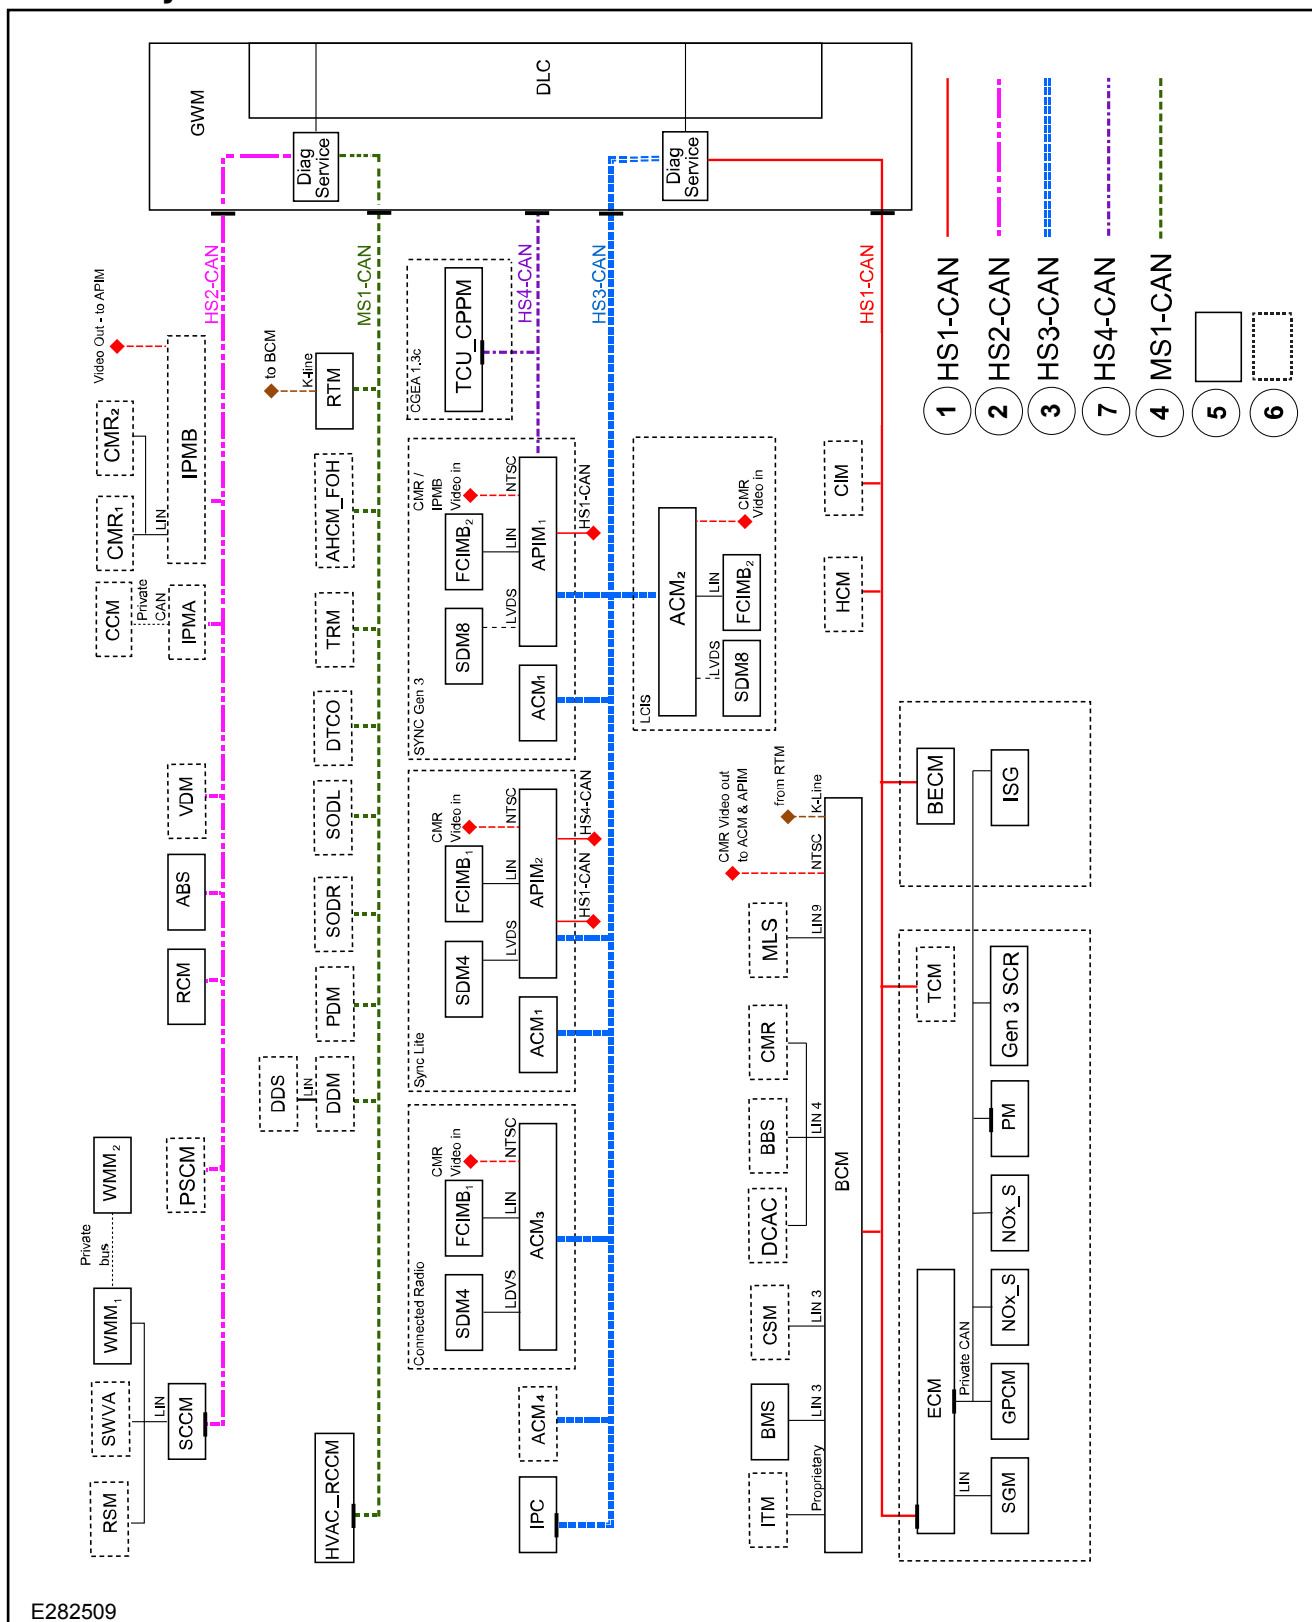 GWM
DLC
Diag
Service
Diag
Service
HS2-CAN
MS1-CAN
HS4-CAN
HS3-CAN
HS1-CAN
Video Out - to APIM
CMR2
CMR1
LIN
IPMB
CCM
Private
CAN
IPMA
VDM
ABS
RCM
PSCM
WMM2
Private
bus
WMM1
SWVA
RSM
LIN
SCCM
to BCM
K-line
RTM
AHCM_FOH
TRM
DTCO
SODL
SODR
PDM
DDS
LIN
DDM
HVAC_RCCM
CGEA 1.3c
TCU_CPPM
SYNC Gen 3
CMR /
IPMB
Video in
NTSC
FCIMB2
LIN
SDM8
LVDS
APIM1
HS1-CAN
ACM1
Sync Lite
CMR
Video in
NTSC
FCIMB1
LIN
SDM4
LVDS
APIM2
HS4-CAN
HS1-CAN
ACM1
Connected Radio
CMR
Video in
NTSC
FCIMB1
LIN
SDM4
LDVS
ACM3
ACM4
IPC
LCIS
ACM2
CMR
Video in
LIN
FCIMB2
LVDS
SDM8
CIM
HCM
from RTM
K-Line
CMR Video out
to ACM & APIM
NTSC
MLS
LIN9
CMR
BBS
LIN 4
DCAC
CSM
LIN 3
BMS
LIN 3
ITM
Proprietary
BCM
BECM
ISG
TCM
Gen 3 SCR
PM
NOx_S
NOx_S
ECM
Private CAN
GPCM
LIN
SGM
1 HS1-CAN
2 HS2-CAN
3 HS3-CAN
7 HS4-CAN
4 MS1-CAN
5
6
E282509